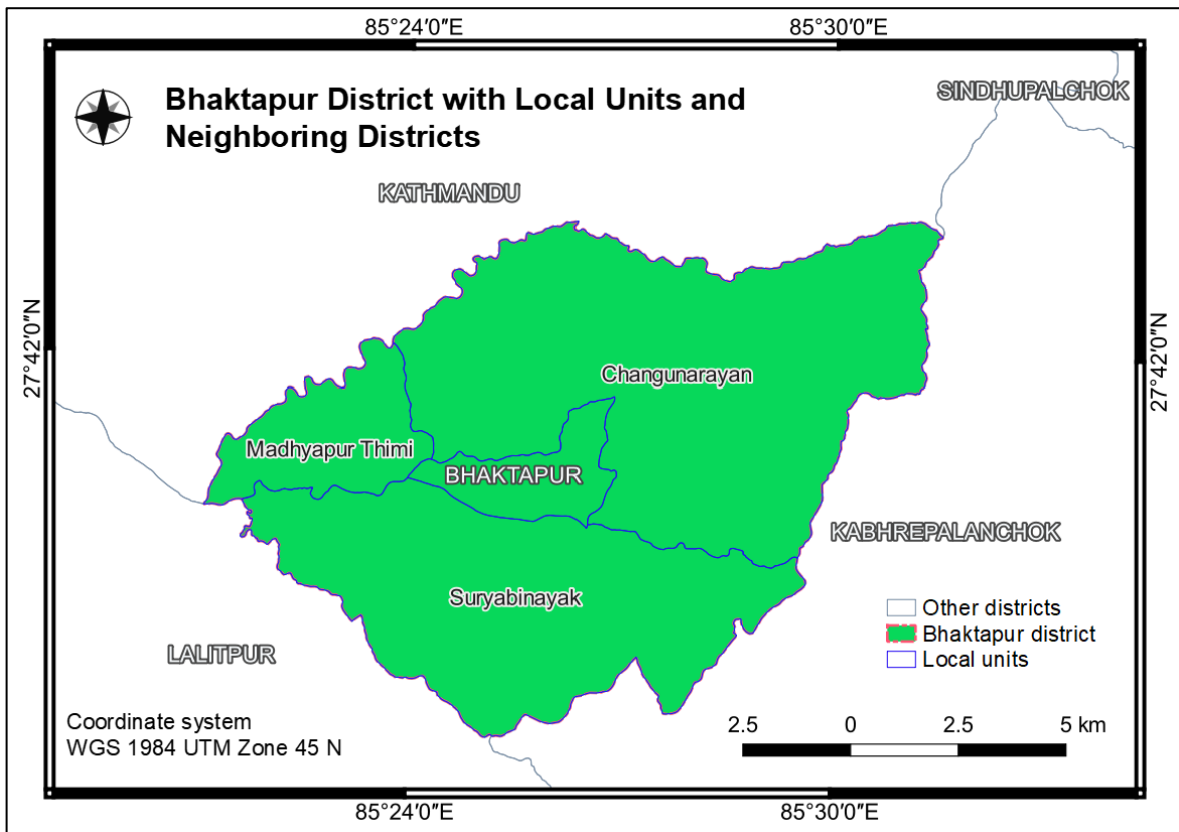 85°24′0″E
85°30′0″E
Bhaktapur District with Local Units and
Neighboring Districts
SINDHUPALCHOK
KATHMANDU
27°42′0″N
27°42′0″N
Changunarayan
Madhyapur Thimi
BHAKTAPUR
KABHREPALANCHOK
Suryabinayak
LALITPUR
Other districts
Bhaktapur district
Local units
Coordinate system
WGS 1984 UTM Zone 45 N
2.5 0 2.5 5 km
85°24′0″E
85°30′0″E